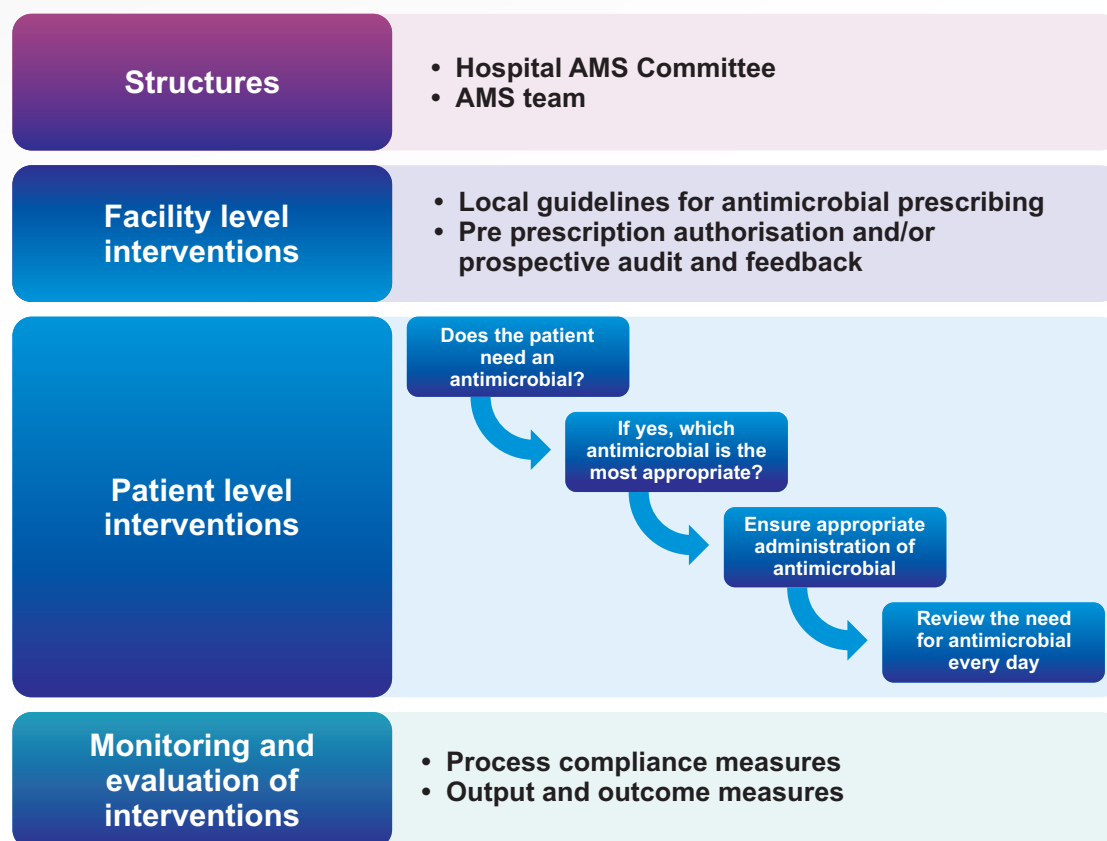 Structures
• Hospital AMS Committee
• AMS team
Facility level
interventions
• Local guidelines for antimicrobial prescribing
• Pre prescription authorisation and/or
prospective audit and feedback
Patient level
interventions
Does the patient
need an
antimicrobial?
If yes, which
antimicrobial is the
most appropriate?
Ensure appropriate
administration of
antimicrobial
Review the need
for antimicrobial
every day
Monitoring and
evaluation of
interventions
• Process compliance measures
• Output and outcome measures